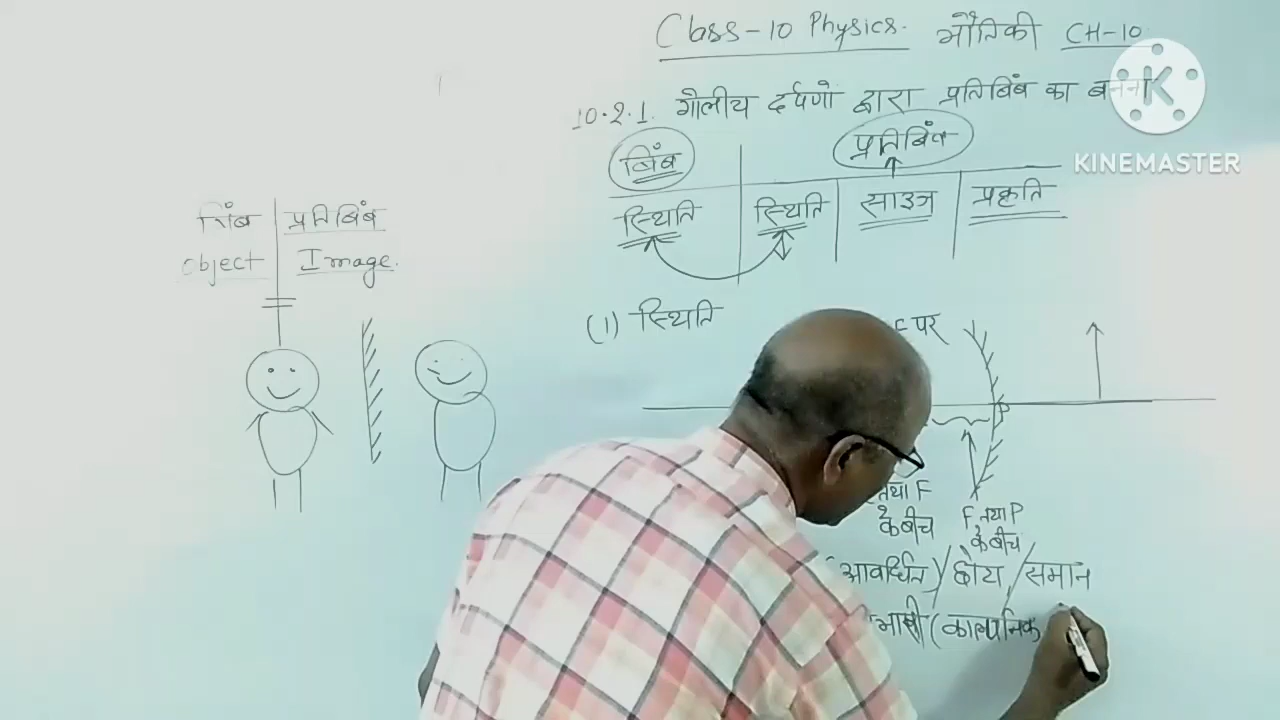 Class-10 Physics. भौतिकी CH-10
10.2.1. गोलीय दर्पणों द्वारा प्रतिबिंब का बनना
KINEMASTER
बिंब
प्रतिबिंब
स्थिति स्थिति साइज प्रकृति
बिंब प्रतिबिंब
object Image.
(1) स्थिति
F पर
P
तथा F
के बीच
F तथा P
के बीच
आवर्धित / छोटा / समान
(काल्पनिक